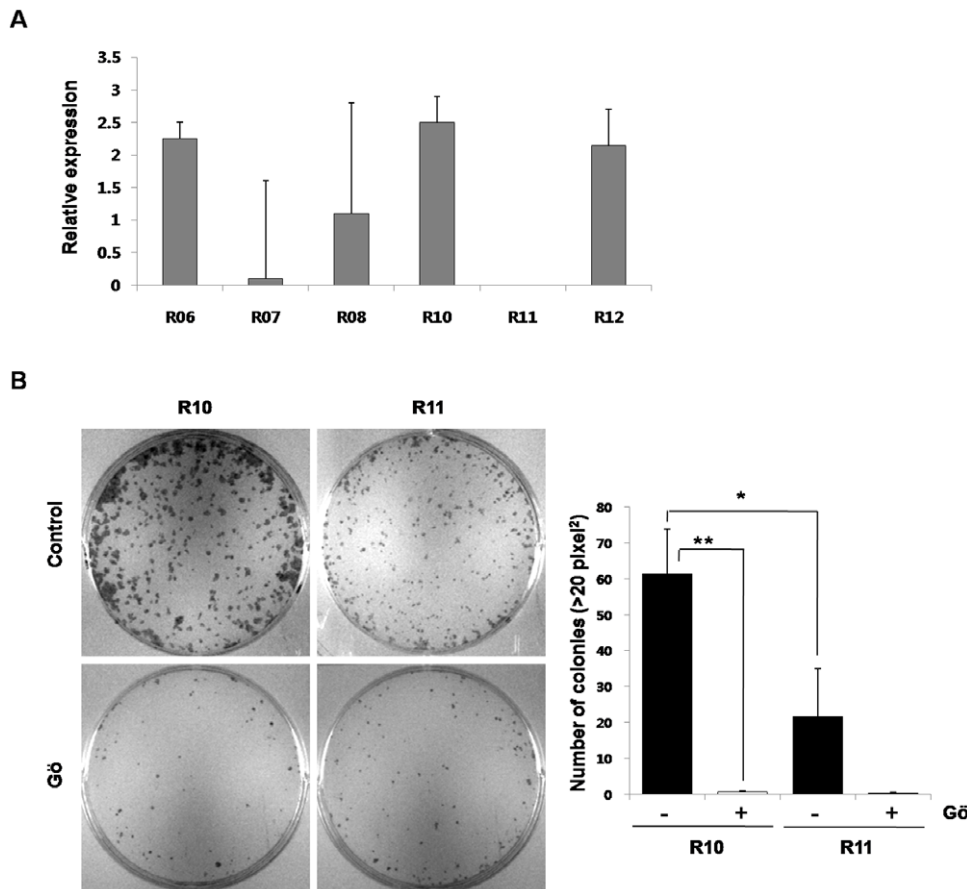 A
Relative expression
3.5
3
2.5
2
1.5
1
0.5
0
R06 R07 R08 R10 R11 R12
B
R10 R11
Control
Gö
Number of colonies (>20 pixel²)
80
70
60
50
40
30
20
10
0
*
**
- + - + Gö
R10 R11